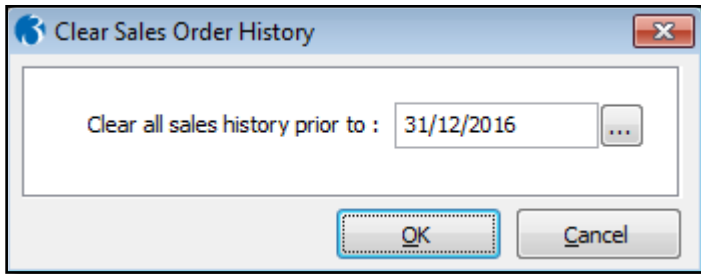 Clear Sales Order History
Clear all sales history prior to : 31/12/2016 ...
OK Cancel